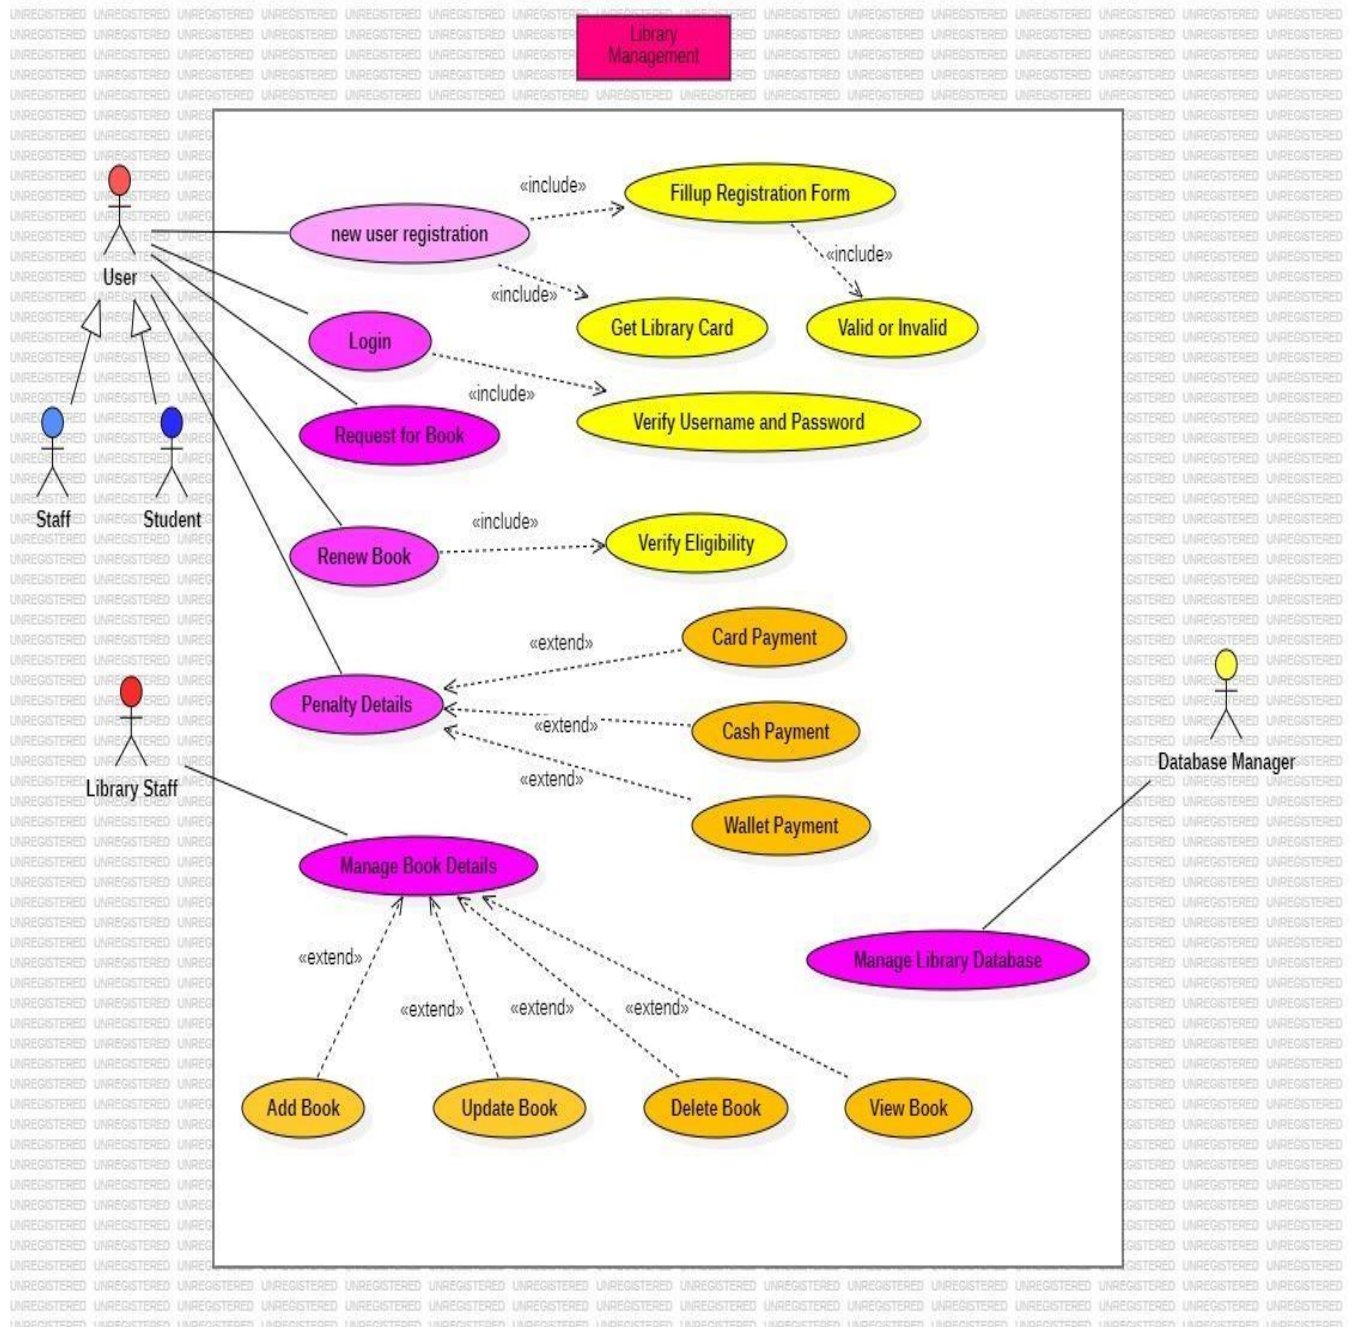 Library
Management
«include»
Fillup Registration Form
new user registration
«include»
User
«include»
Get Library Card
Valid or Invalid
Login
«include»
Verify Username and Password
Request for Book
Staff
Student
«include»
Renew Book
Verify Eligibility
«extend»
Card Payment
Penalty Details
«extend»
Cash Payment
Database Manager
«extend»
Library Staff
Wallet Payment
Manage Book Details
«extend»
Manage Library Database
«extend»
«extend»
«extend»
Add Book
Update Book
Delete Book
View Book
UNREGISTERED